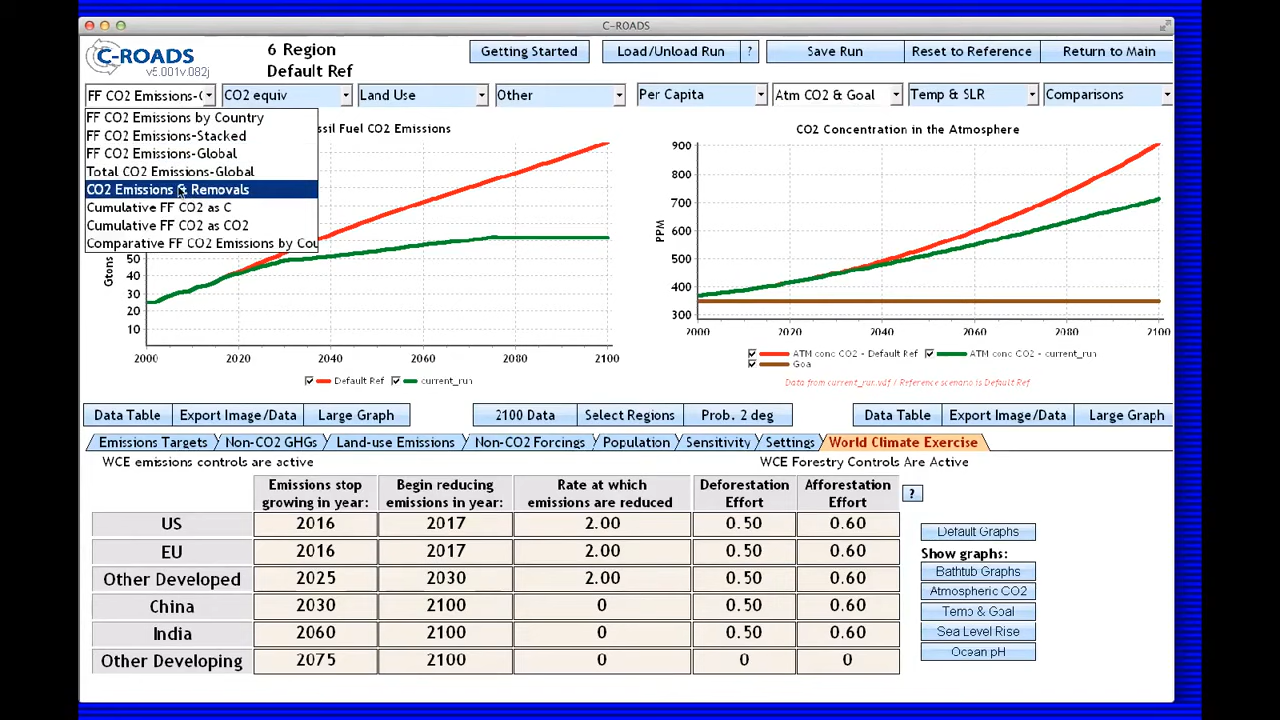 C-ROADS
C-ROADS
v5.001v.082j
6 Region
Default Ref
Getting Started
Load/Unload Run
?
Save Run
Reset to Reference
Return to Main
FF CO2 Emissions-
CO2 equiv
Land Use
Other
Per Capita
Atm CO2 & Goal
Temp & SLR
Comparisons
FF CO2 Emissions by Country
FF CO2 Emissions-Stacked
FF CO2 Emissions-Global
Total CO2 Emissions-Global
CO2 Emissions & Removals
Cumulative FF CO2 as C
Cumulative FF CO2 as CO2
Comparative FF CO2 Emissions by Cou
ssil Fuel CO2 Emissions
Gtons
50
40
30
20
10
2000 2020 2040 2060 2080 2100
Default Ref current_run
CO2 Concentration in the Atmosphere
PPM
900
800
700
600
500
400
300
2000 2020 2040 2060 2080 2100
ATM conc CO2 - Default Ref ATM conc CO2 - current_run
Goa
Data from current_run.vdf / Reference scenario is Default Ref
Data Table
Export Image/Data
Large Graph
2100 Data
Select Regions
Prob. 2 deg
Data Table
Export Image/Data
Large Graph
Emissions Targets
Non-CO2 GHGs
Land-use Emissions
Non-CO2 Forcings
Population
Sensitivity
Settings
World Climate Exercise
WCE emissions controls are active
WCE Forestry Controls Are Active
Emissions stop
growing in year:
Begin reducing
emissions in year:
Rate at which
emissions are reduced
Deforestation
Effort
Afforestation
Effort
?
US 2016 2017 2.00 0.50 0.60
EU 2016 2017 2.00 0.50 0.60
Other Developed 2025 2030 2.00 0.50 0.60
China 2030 2100 0 0.50 0.60
India 2060 2100 0 0.50 0.60
Other Developing 2075 2100 0 0 0
Default Graphs
Show graphs:
Bathtub Graphs
Atmospheric CO2
Temp & Goal
Sea Level Rise
Ocean pH